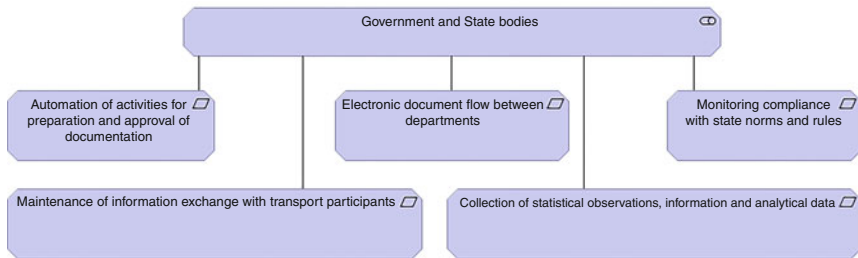 Government and State bodies
Automation of activities for
preparation and approval of
documentation
Electronic document flow between
departments
Monitoring compliance
with state norms and rules
Maintenance of information exchange with transport participants
Collection of statistical observations, information and analytical data